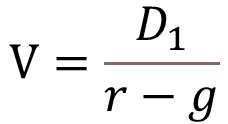 V = D₁ / (r − g)